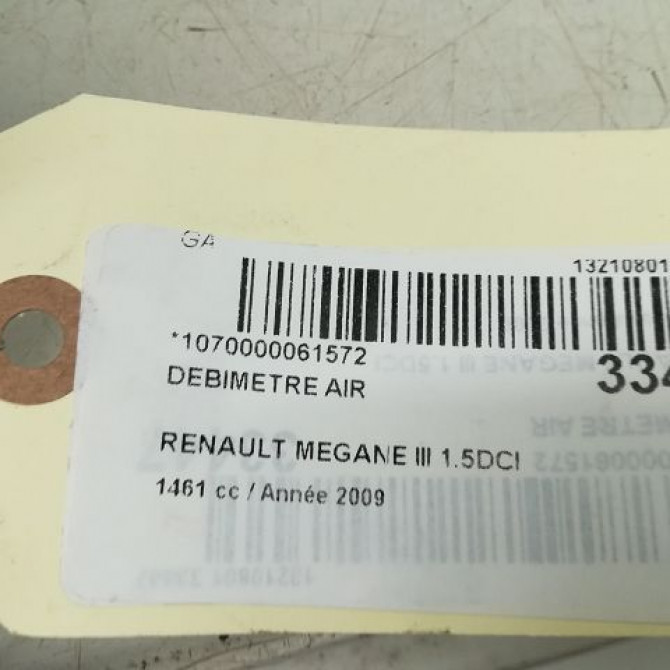 GA
13210801
*1070000061572
334
DEBIMETRE AIR
RENAULT MEGANE III 1.5DCI
1461 cc / Année 2009